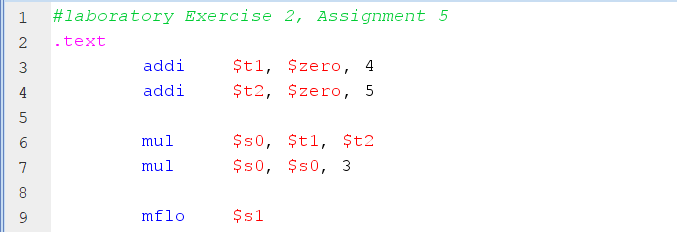 1 #laboratory Exercise 2, Assignment 5
2 .text
3 addi $t1, $zero, 4
4 addi $t2, $zero, 5
5
6 mul $s0, $t1, $t2
7 mul $s0, $s0, 3
8
9 mflo $s1